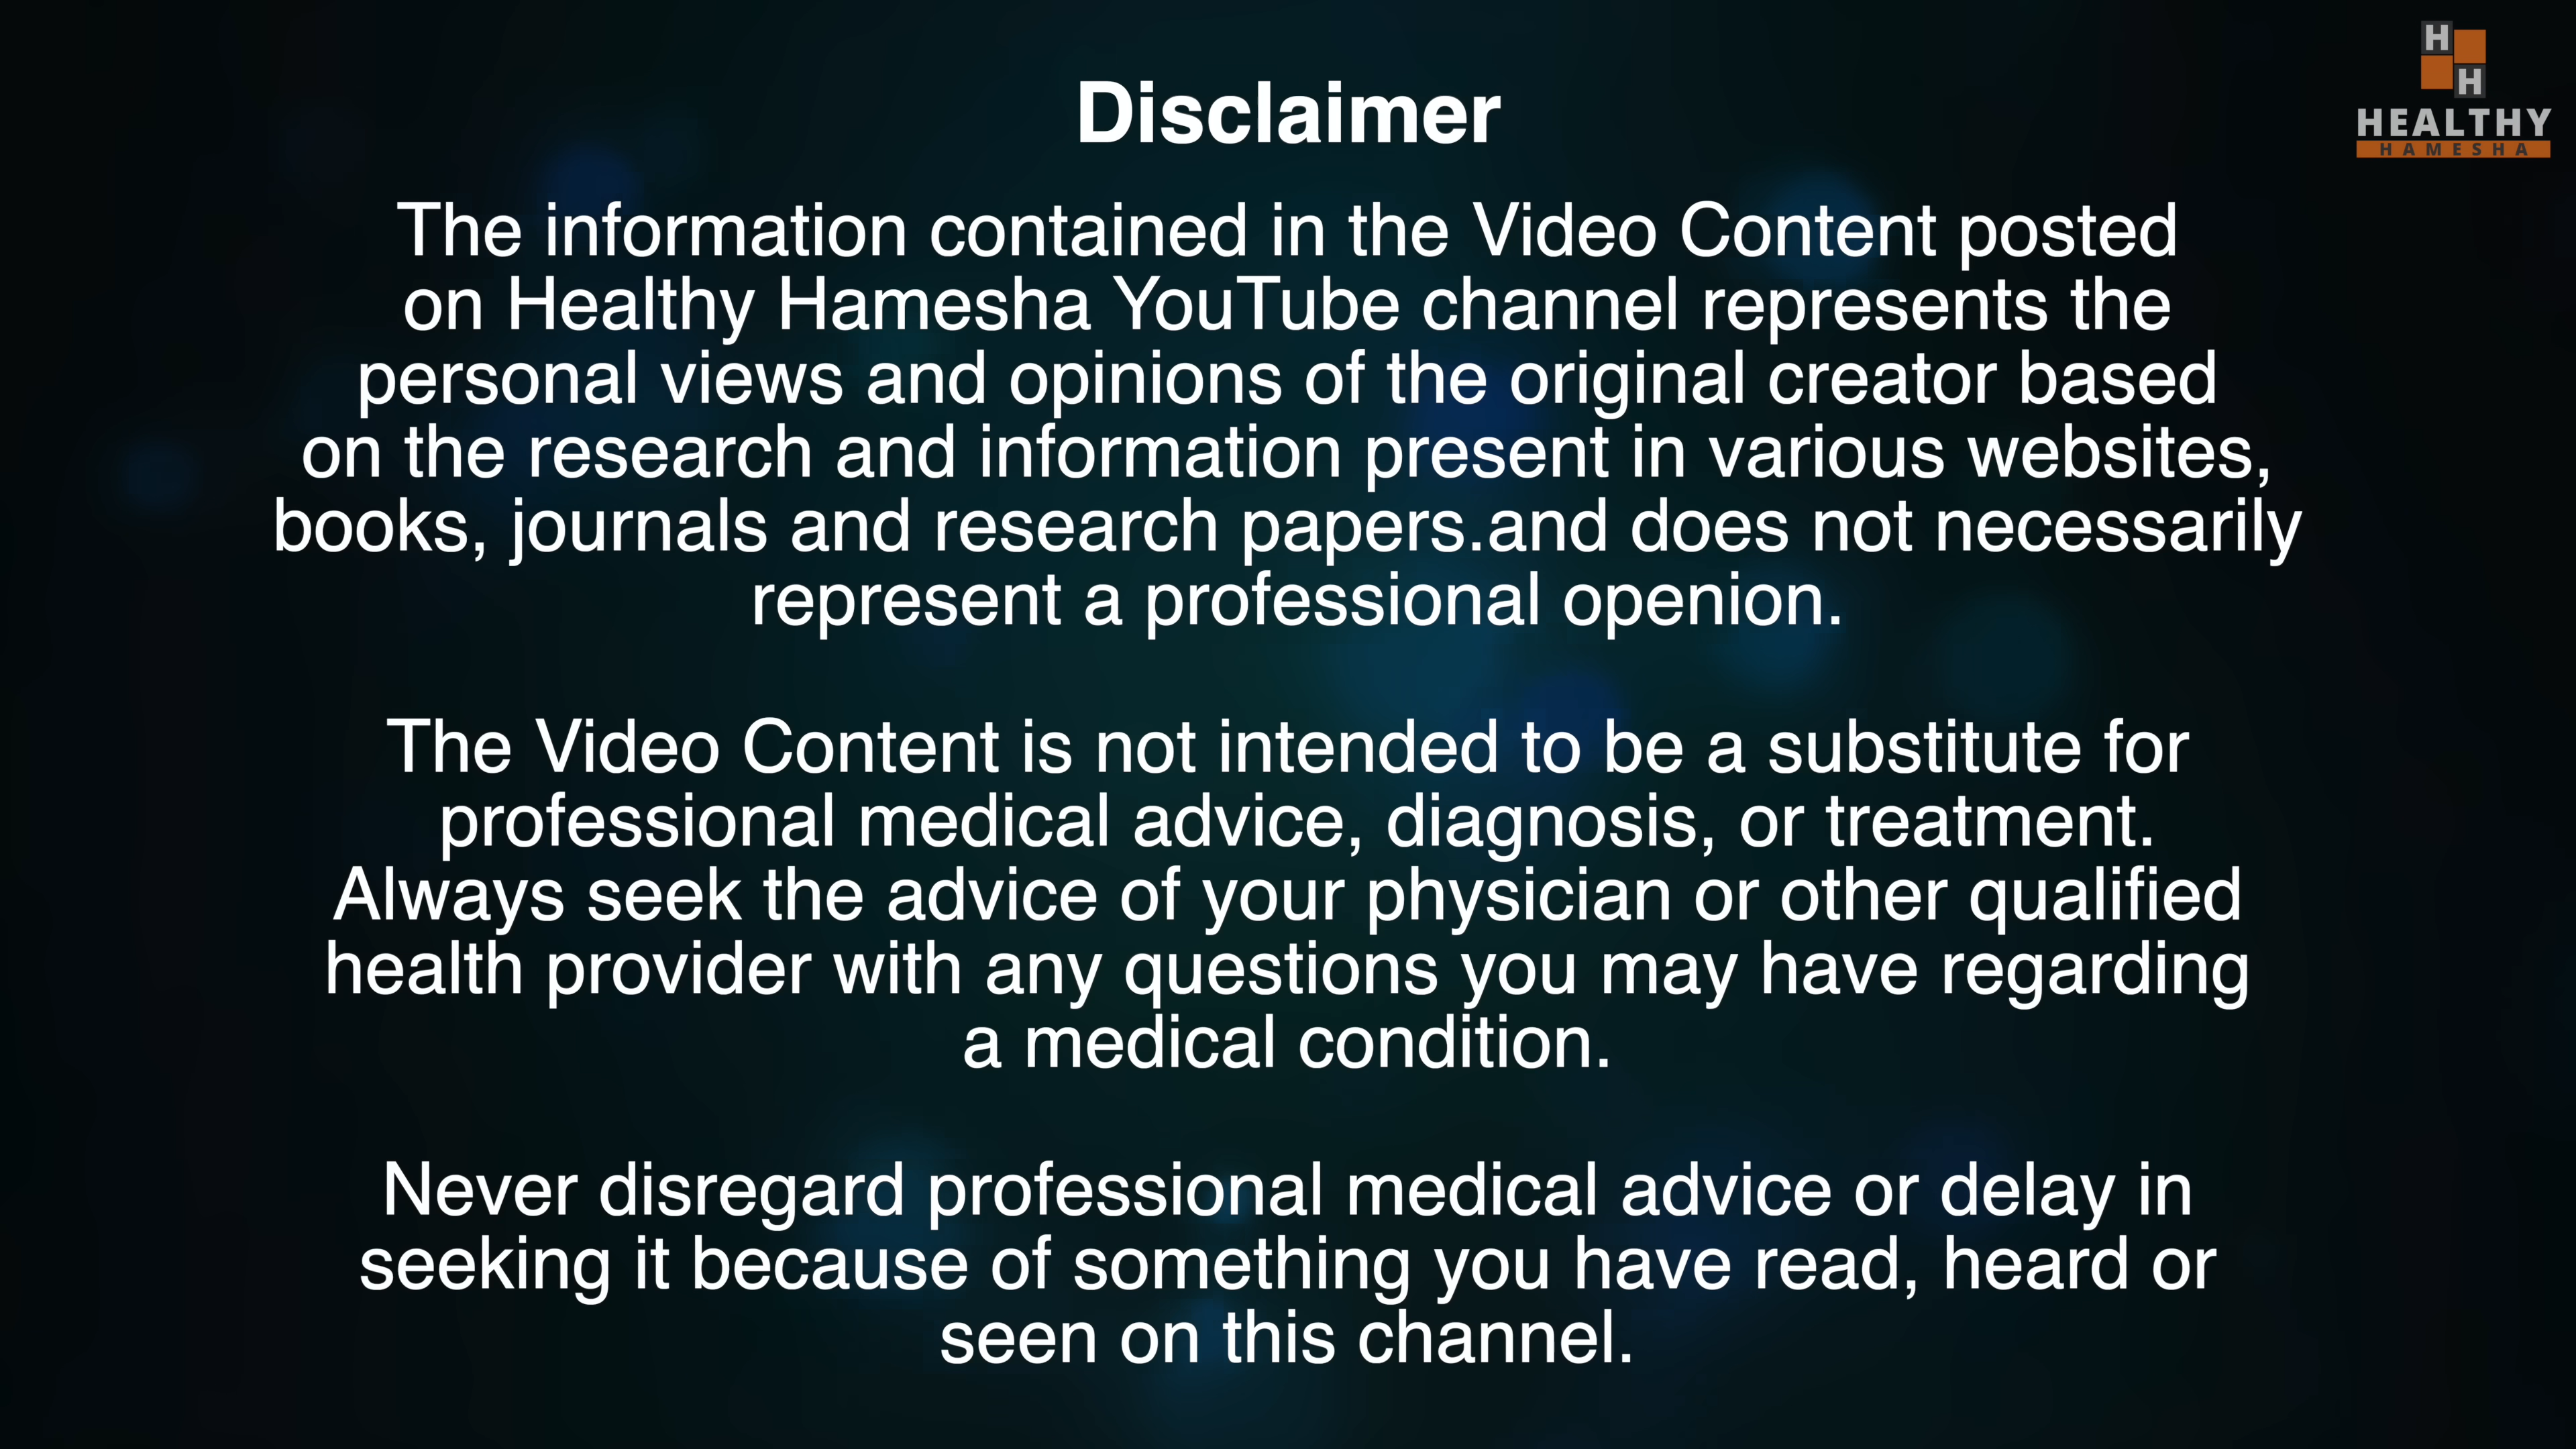 H
H
HEALTHY
HAMESHA
Disclaimer
The information contained in the Video Content posted
on Healthy Hamesha YouTube channel represents the
personal views and opinions of the original creator based
on the research and information present in various websites,
books, journals and research papers.and does not necessarily
represent a professional openion.
The Video Content is not intended to be a substitute for
professional medical advice, diagnosis, or treatment.
Always seek the advice of your physician or other qualified
health provider with any questions you may have regarding
a medical condition.
Never disregard professional medical advice or delay in
seeking it because of something you have read, heard or
seen on this channel.